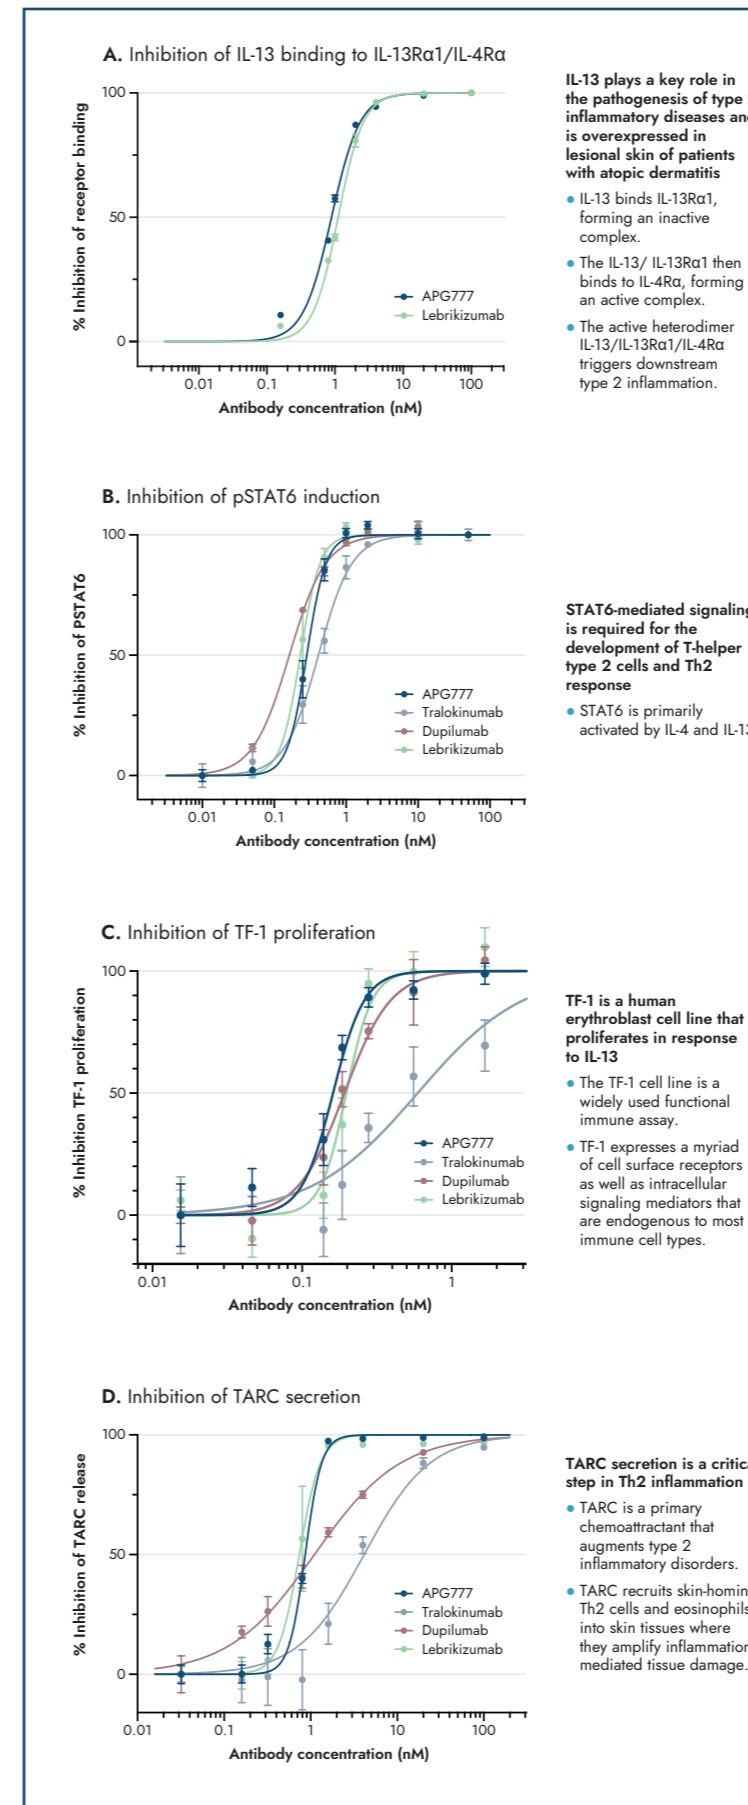 A. Inhibition of IL-13 binding to IL-13Rα1/IL-4Rα
% Inhibition of receptor binding
100
50
0
APG777
Lebrikizumab
0.01 0.1 1 10 100
Antibody concentration (nM)
IL-13 plays a key role in
the pathogenesis of type
inflammatory diseases and
is overexpressed in
lesional skin of patients
with atopic dermatitis
• IL-13 binds IL-13Rα1,
forming an inactive
complex.
• The IL-13/ IL-13Rα1 then
binds to IL-4Rα, forming
an active complex.
• The active heterodimer
IL-13/IL-13Rα1/IL-4Rα
triggers downstream
type 2 inflammation.
B. Inhibition of pSTAT6 induction
% Inhibition of PSTAT6
100
50
0
APG777
Tralokinumab
Dupilumab
Lebrikizumab
0.01 0.1 1 10 100
Antibody concentration (nM)
STAT6-mediated signaling
is required for the
development of T-helper
type 2 cells and Th2
response
• STAT6 is primarily
activated by IL-4 and IL-13
C. Inhibition of TF-1 proliferation
% Inhibition TF-1 proliferation
100
50
0
APG777
Tralokinumab
Dupilumab
Lebrikizumab
0.01 0.1 1
Antibody concentration (nM)
TF-1 is a human
erythroblast cell line that
proliferates in response
to IL-13
• The TF-1 cell line is a
widely used functional
immune assay.
• TF-1 expresses a myriad
of cell surface receptors
as well as intracellular
signaling mediators that
are endogenous to most
immune cell types.
D. Inhibition of TARC secretion
% Inhibition of TARC release
100
50
0
APG777
Tralokinumab
Dupilumab
Lebrikizumab
0.01 0.1 1 10 100
Antibody concentration (nM)
TARC secretion is a critica
step in Th2 inflammation
• TARC is a primary
chemoattractant that
augments type 2
inflammatory disorders.
• TARC recruits skin-homin
Th2 cells and eosinophils
into skin tissues where
they amplify inflammation
mediated tissue damage.